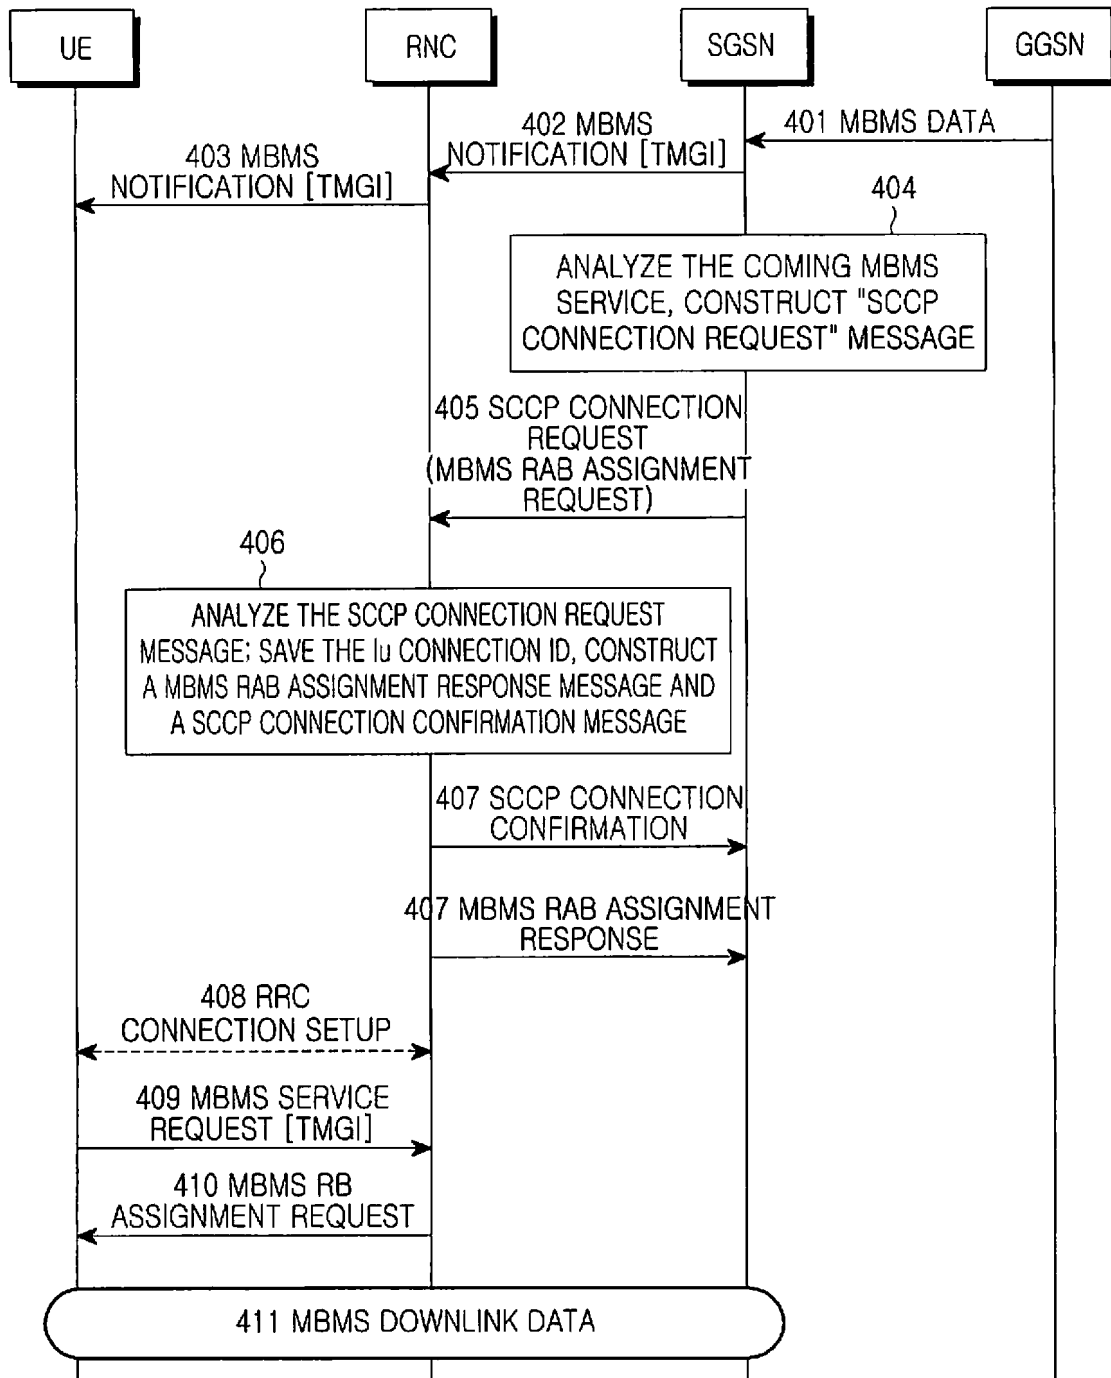 UE
RNC
SGSN
GGSN
401 MBMS DATA
402 MBMS
NOTIFICATION [TMGI]
403 MBMS
NOTIFICATION [TMGI]
404
ANALYZE THE COMING MBMS
SERVICE, CONSTRUCT "SCCP
CONNECTION REQUEST" MESSAGE
405 SCCP CONNECTION
REQUEST
(MBMS RAB ASSIGNMENT
REQUEST)
406
ANALYZE THE SCCP CONNECTION REQUEST
MESSAGE; SAVE THE Iu CONNECTION ID, CONSTRUCT
A MBMS RAB ASSIGNMENT RESPONSE MESSAGE AND
A SCCP CONNECTION CONFIRMATION MESSAGE
407 SCCP CONNECTION
CONFIRMATION
407 MBMS RAB ASSIGNMENT
RESPONSE
408 RRC
CONNECTION SETUP
409 MBMS SERVICE
REQUEST [TMGI]
410 MBMS RB
ASSIGNMENT REQUEST
411 MBMS DOWNLINK DATA